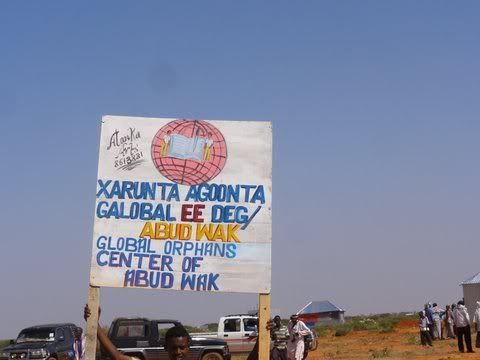 XARUNTA AGOONTA
GALOBAL EE DEG/
ABUD WAK
GLOBAL ORPHANS
CENTER OF
ABUD WAK